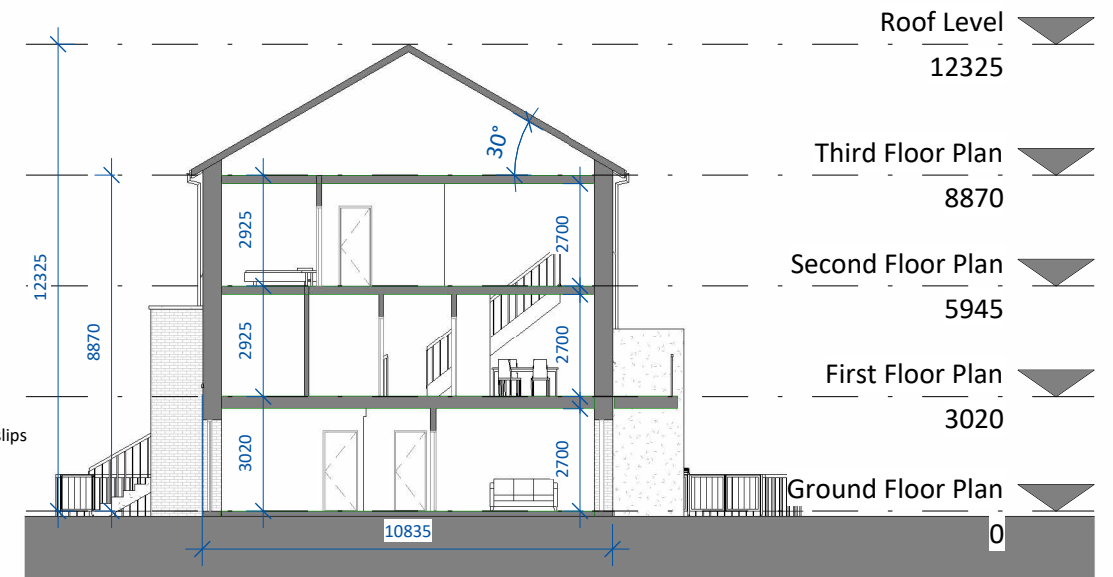 Roof Level
12325
30°
Third Floor Plan
8870
2925
2700
Second Floor Plan
5945
12325
8870
2925
2700
First Floor Plan
3020
slips
3020
2700
Ground Floor Plan
0
10835